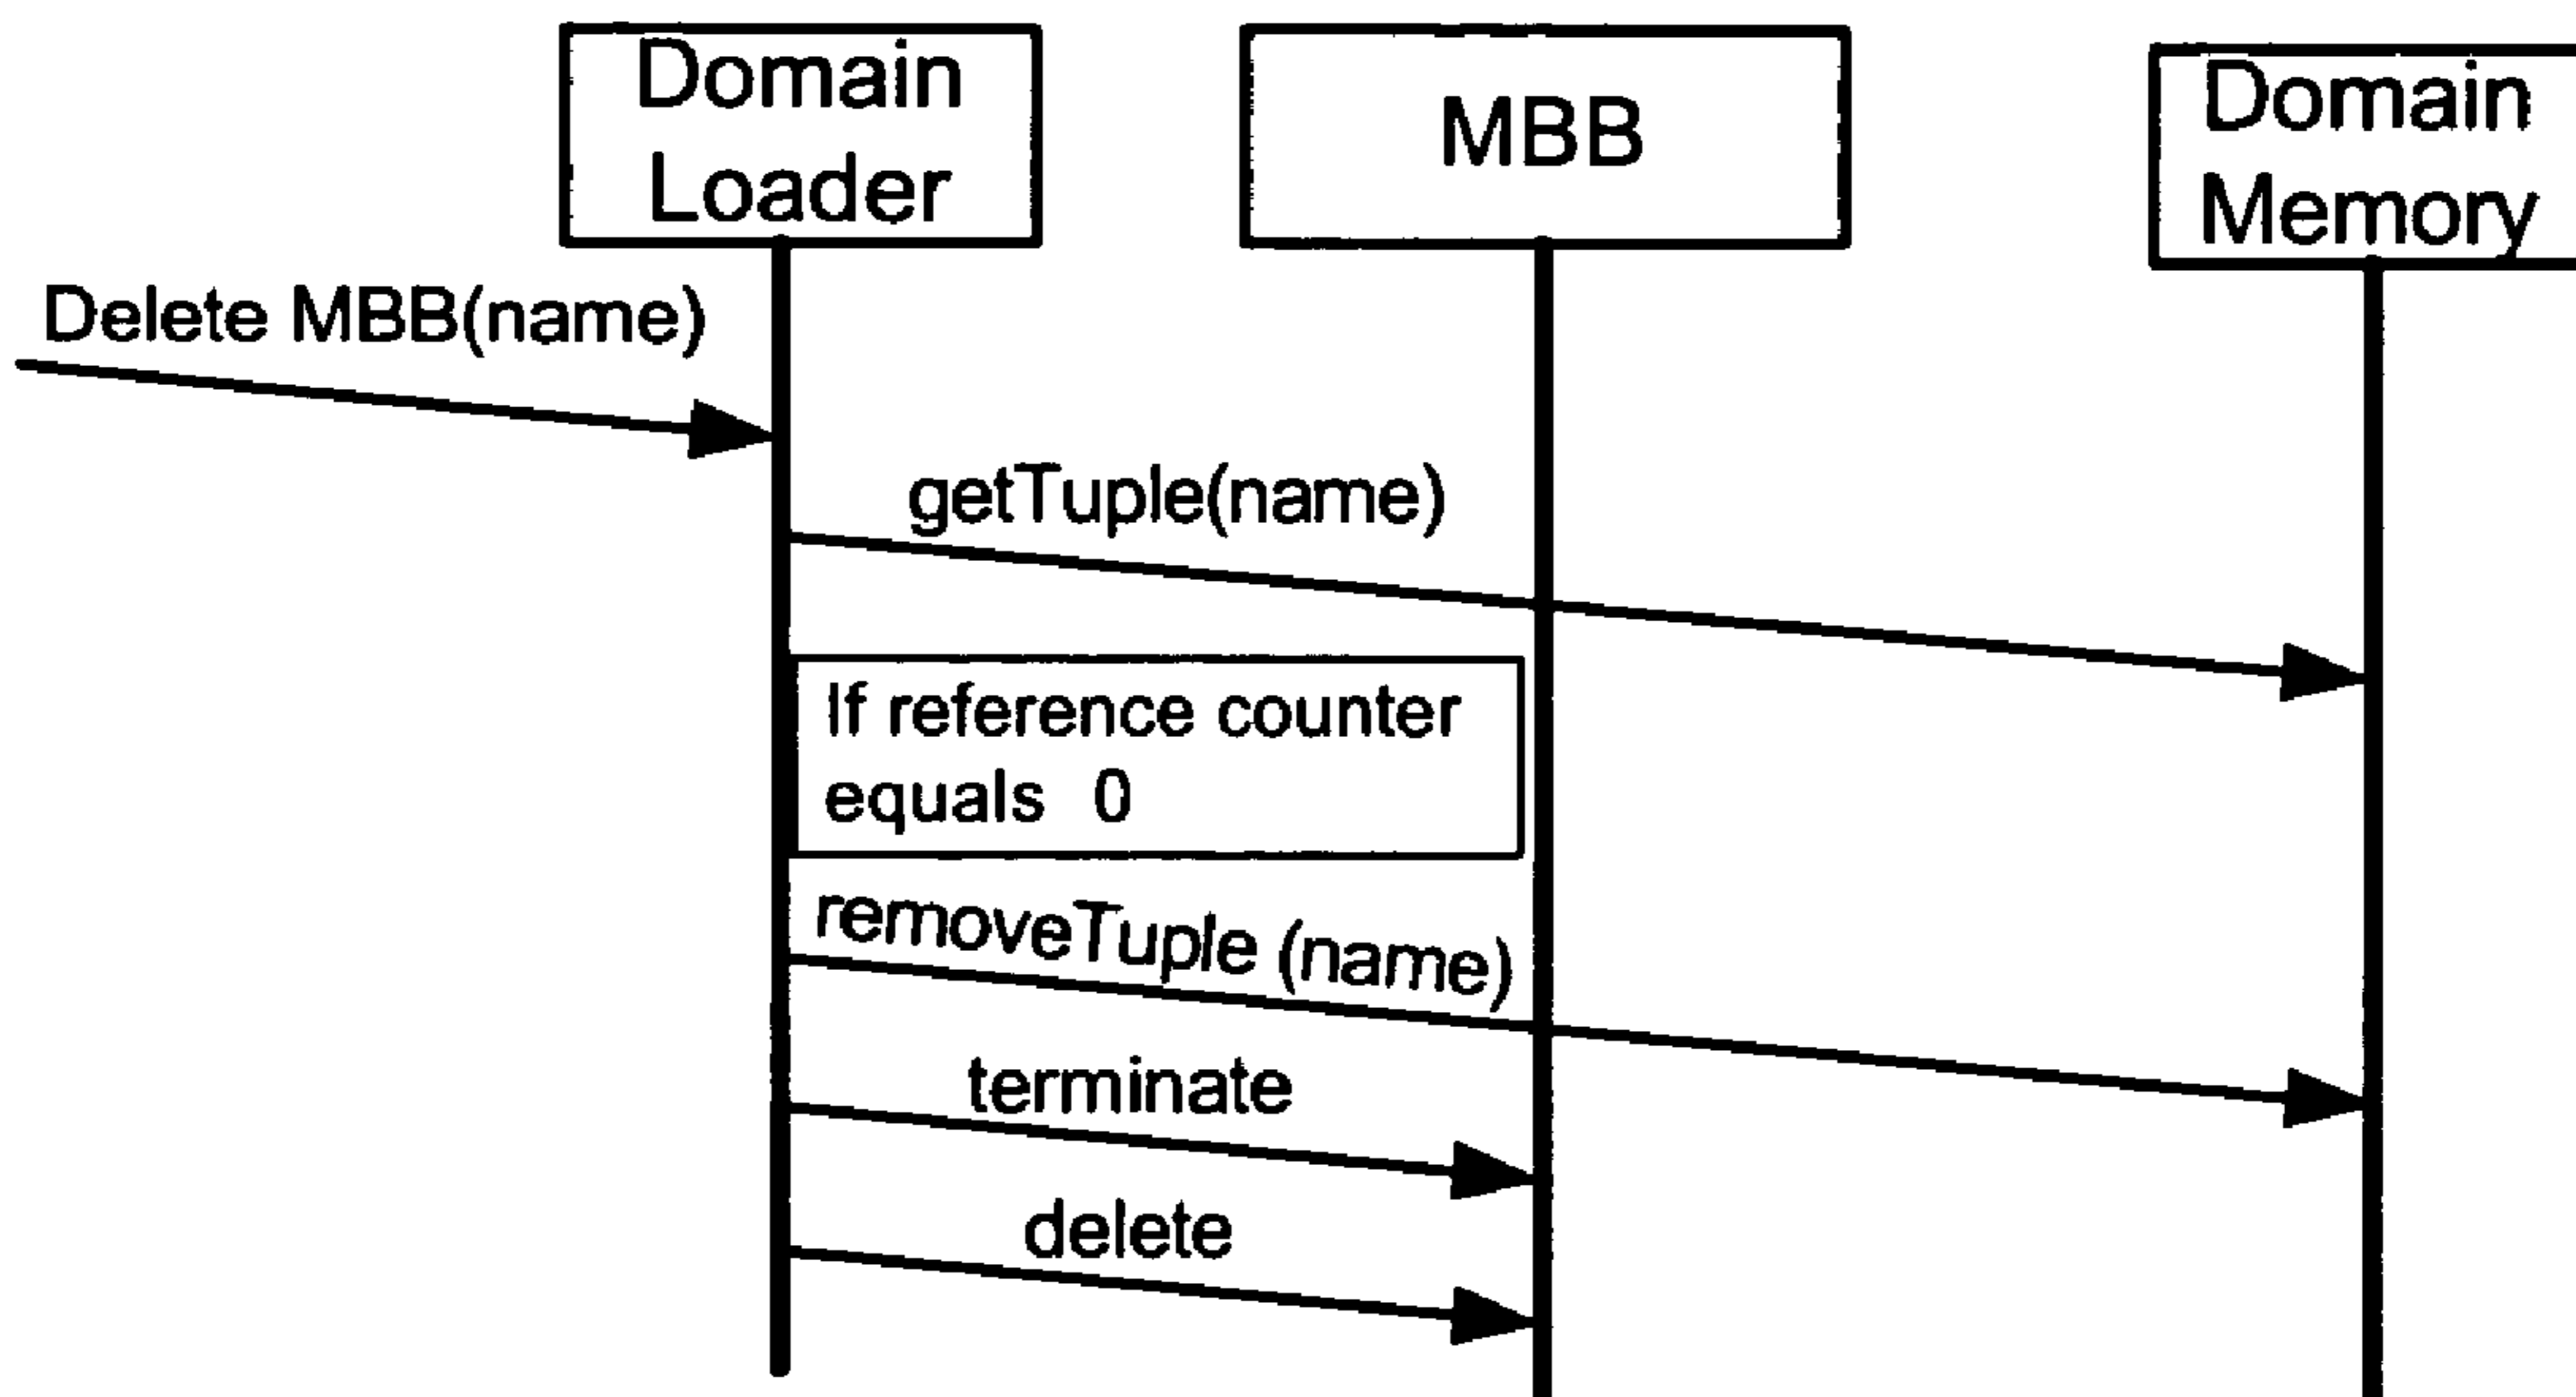 Domain
Loader
MBB
Domain
Memory
Delete MBB(name)
getTuple(name)
If reference counter
equals 0
removeTuple (name)
terminate
delete